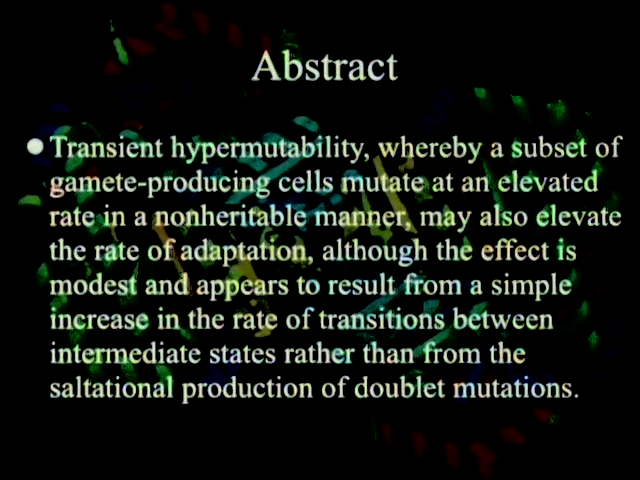 Abstract
● Transient hypermutability, whereby a subset of
gamete-producing cells mutate at an elevated
rate in a nonheritable manner, may also elevate
the rate of adaptation, although the effect is
modest and appears to result from a simple
increase in the rate of transitions between
intermediate states rather than from the
saltational production of doublet mutations.